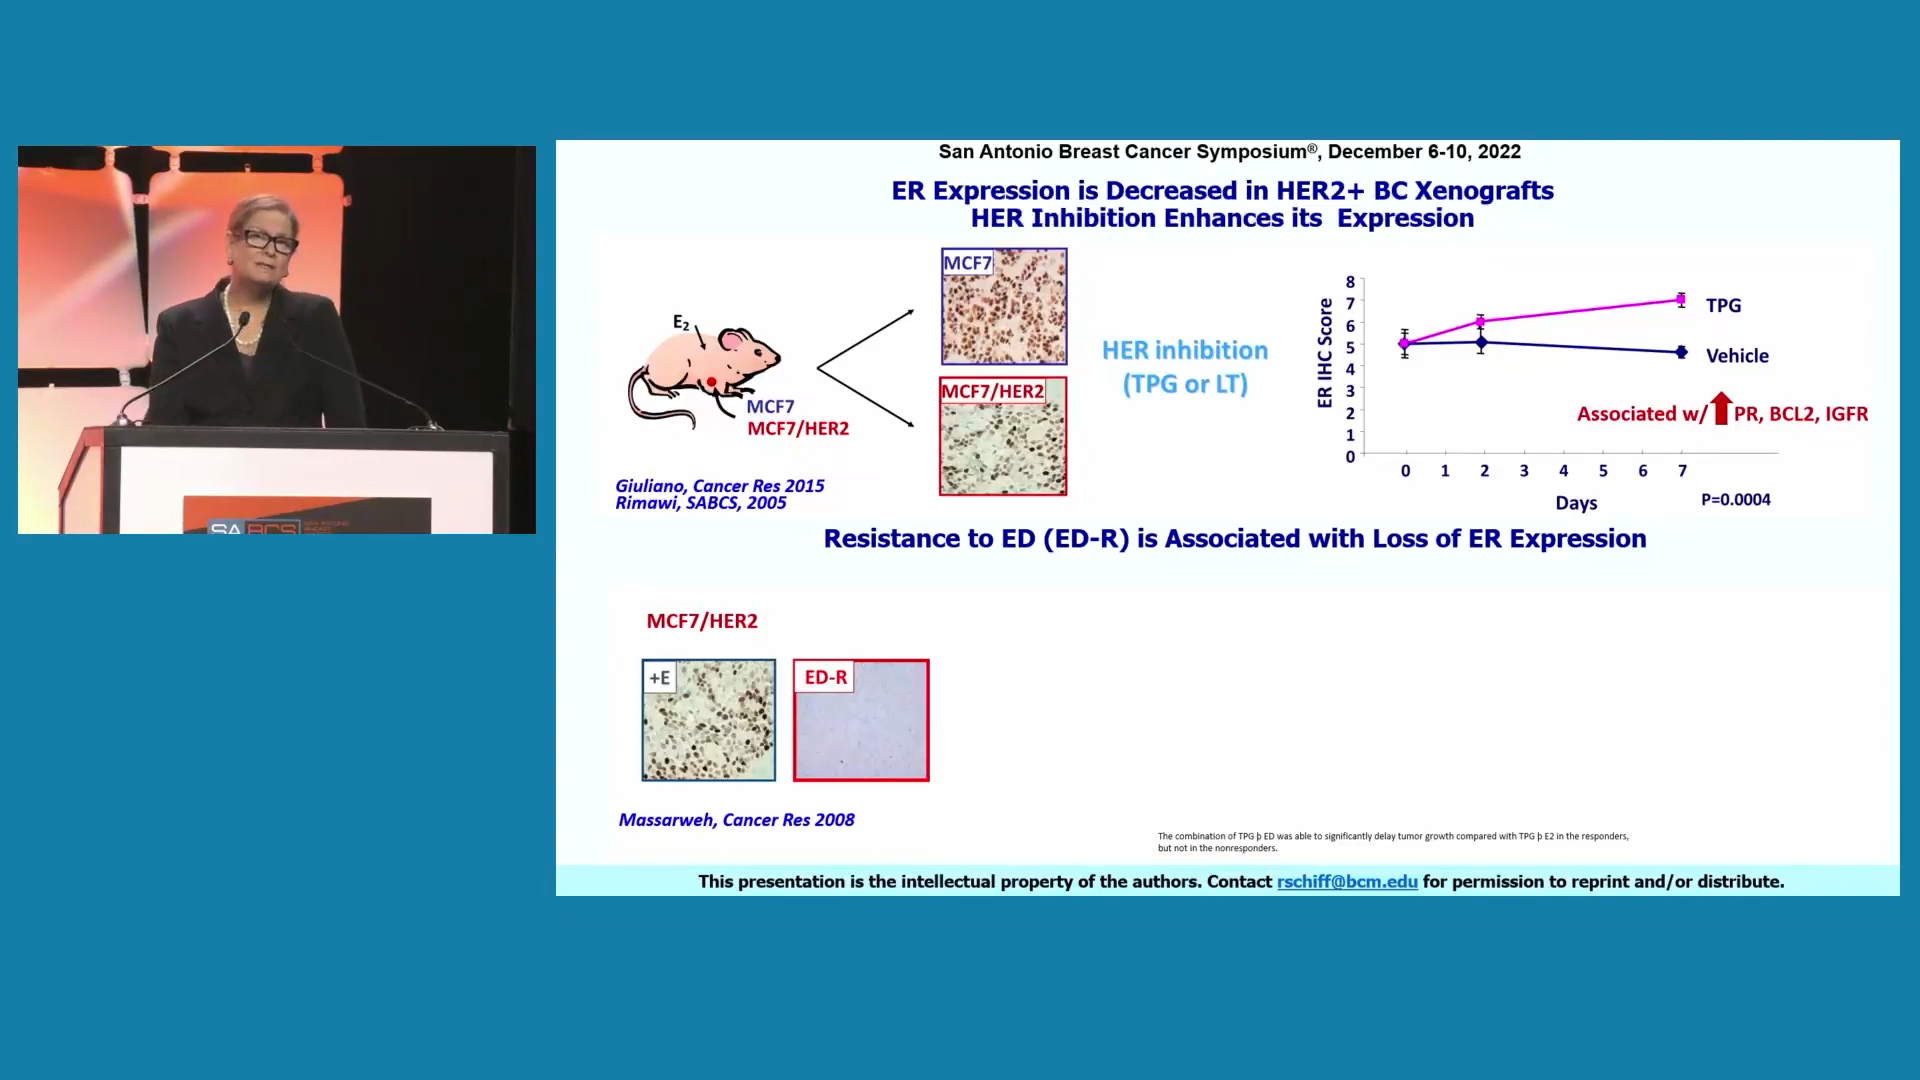 San Antonio Breast Cancer Symposium®, December 6-10, 2022
ER Expression is Decreased in HER2+ BC Xenografts
HER Inhibition Enhances its Expression
E2
MCF7
MCF7/HER2
MCF7
MCF7/HER2
HER inhibition
(TPG or LT)
ER IHC Score
8
7
6
5
4
3
2
1
0
0 1 2 3 4 5 6 7
Days
TPG
Vehicle
Associated w/ PR, BCL2, IGFR
P=0.0004
Giuliano, Cancer Res 2015
Rimawi, SABCS, 2005
Resistance to ED (ED-R) is Associated with Loss of ER Expression
MCF7/HER2
+E
ED-R
Massarweh, Cancer Res 2008
The combination of TPG þ ED was able to significantly delay tumor growth compared with TPG þ E2 in the responders,
but not in the nonresponders.
This presentation is the intellectual property of the authors. Contact rschiff@bcm.edu for permission to reprint and/or distribute.
SABCS